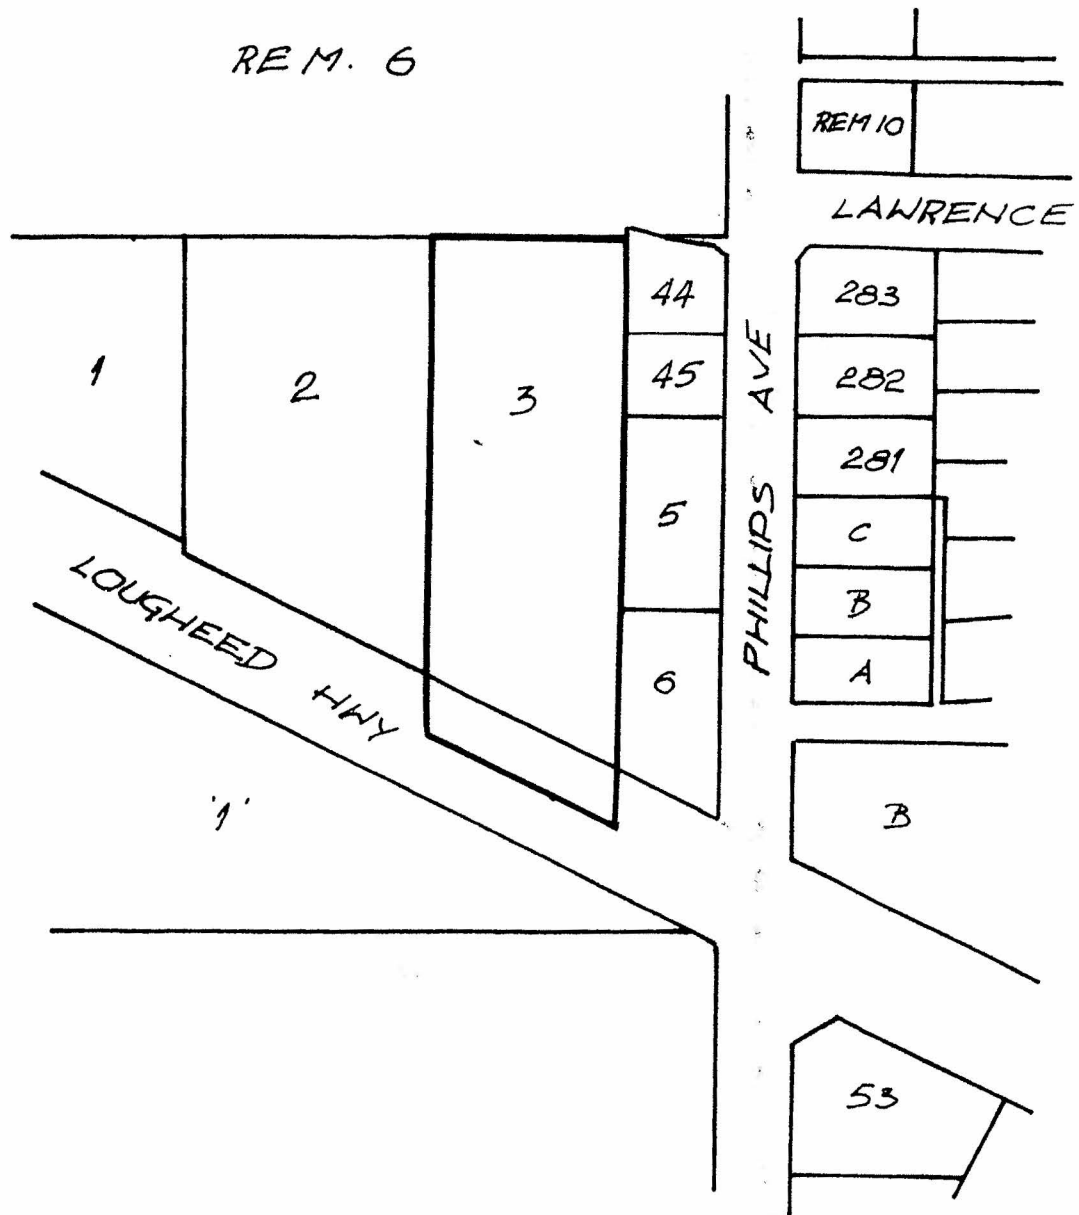 REM. 6
REM 10
LAWRENCE
44
283
1
2
3
45
PHILLIPS AVE
282
281
5
C
B
6
A
LOUGHEED HWY
'1'
B
53